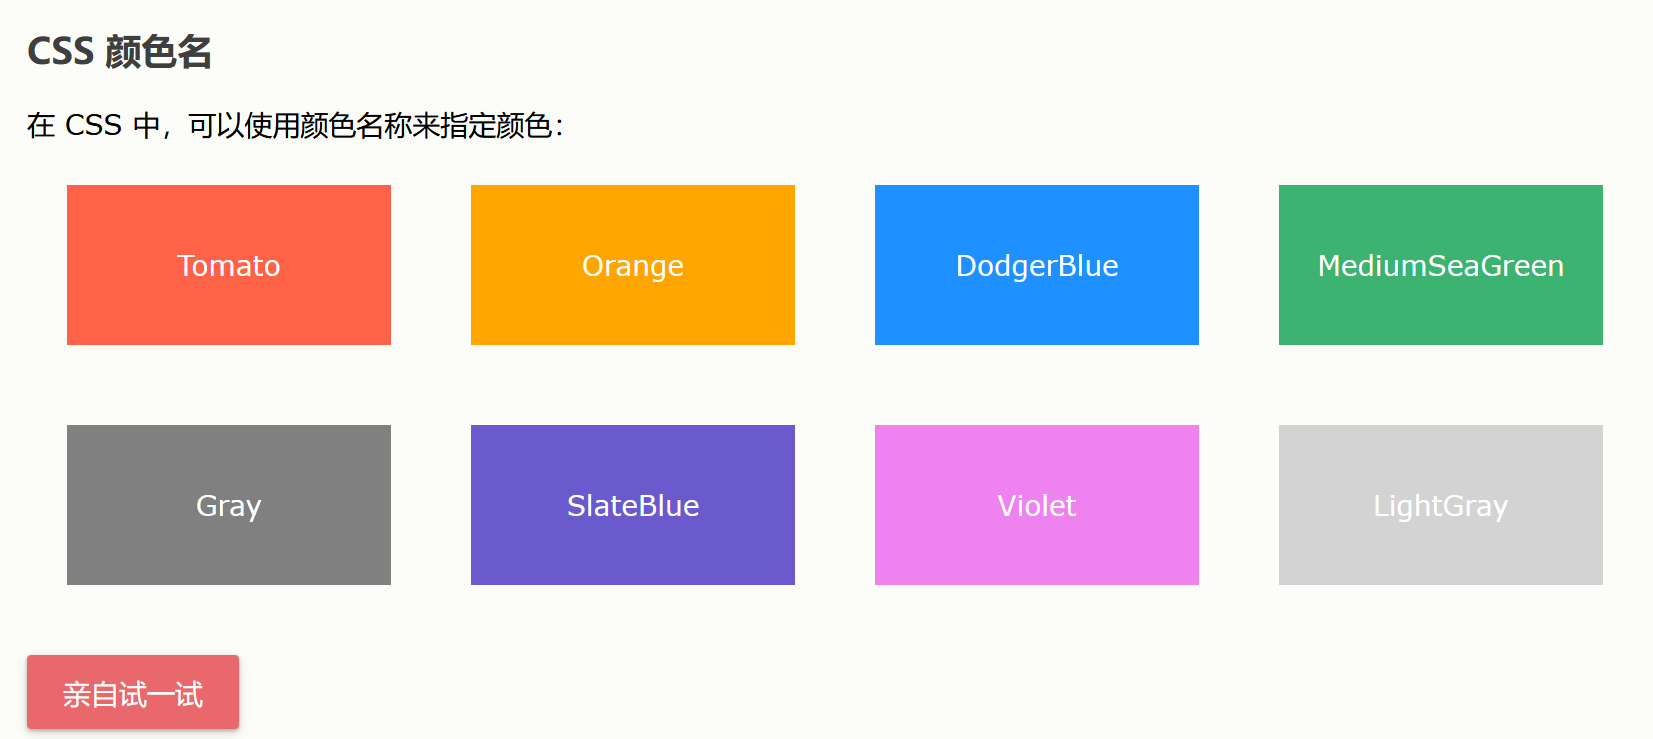 CSS 颜色名
在 CSS 中，可以使用颜色名称来指定颜色：
Tomato
Orange
DodgerBlue
MediumSeaGreen
Gray
SlateBlue
Violet
LightGray
亲自试一试